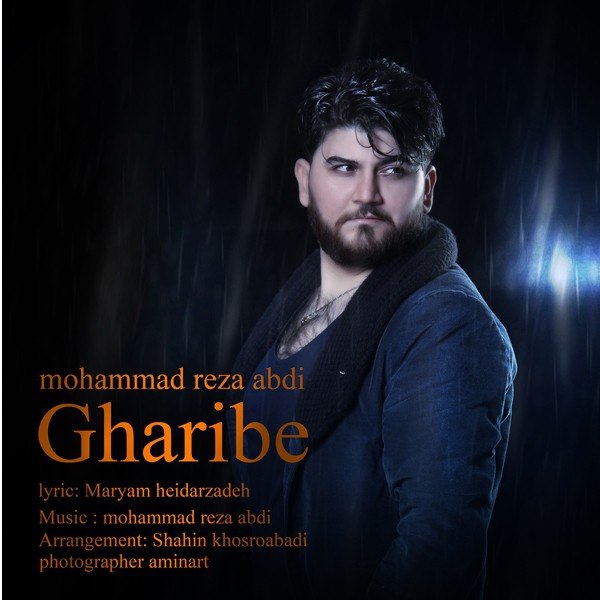 mohammad reza abdi
Gharibe
lyric: Maryam heidarzadeh
Music : mohammad reza abdi
Arrangement: Shahin khosroabadi
photographer aminart